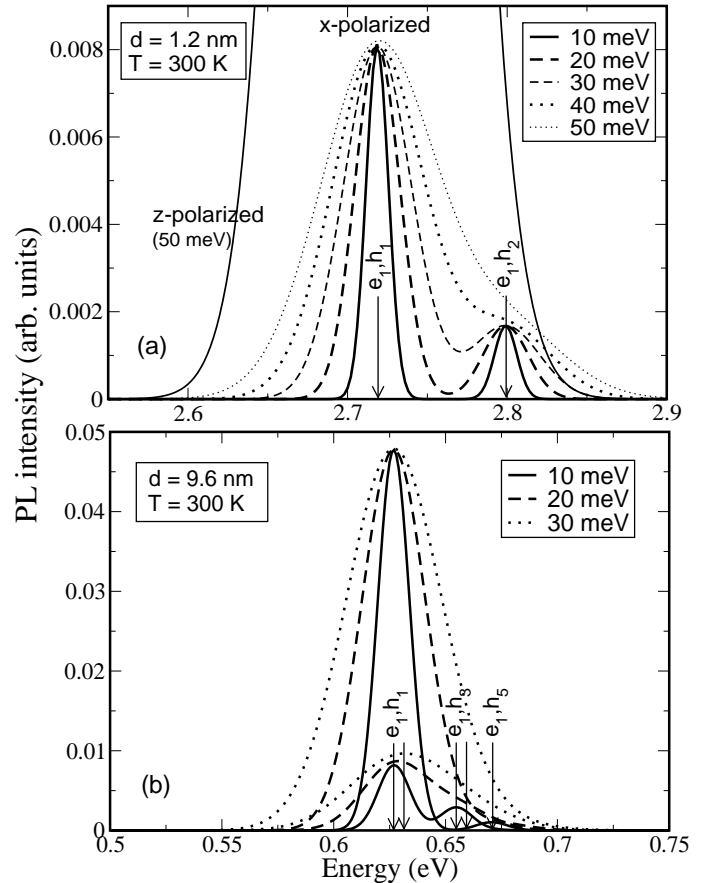 x-polarized
d = 1.2 nm
T = 300 K
10 meV
20 meV
30 meV
40 meV
50 meV
z-polarized
(50 meV)
e1,h1
e1,h2
(a)
0.008
0.006
0.004
0.002
0
2.6 2.7 2.8 2.9
PL intensity (arb. units)
d = 9.6 nm
T = 300 K
10 meV
20 meV
30 meV
e1,h1
e1,h3
e1,h5
(b)
0.05
0.04
0.03
0.02
0.01
0
0.5 0.55 0.6 0.65 0.7 0.75
Energy (eV)